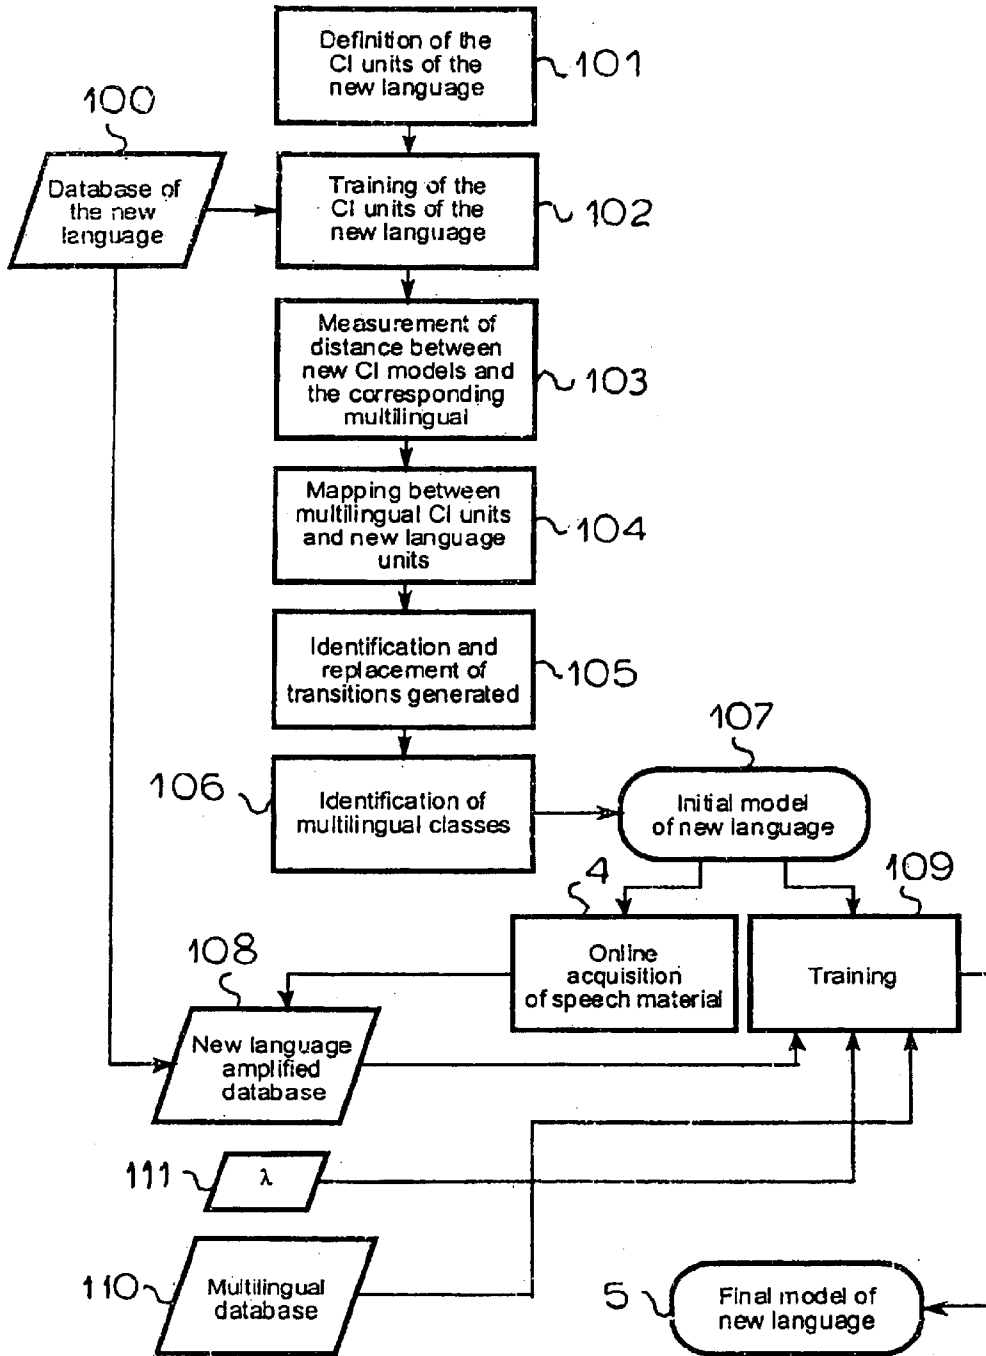 Definition of the
CI units of the
new language
101
100
Database of
the new
language
Training of the
CI units of the
new language
102
Measurement of
distance between
new CI models and
the corresponding
multilingual
103
Mapping between
multilingual CI units
and new language
units
104
Identification and
replacement of
transitions generated
105
106
Identification of
multilingual classes
107
Initial model
of new language
4
Online
acquisition
of speech material
109
Training
108
New language
amplified
database
111
λ
110
Multilingual
database
5
Final model of
new language